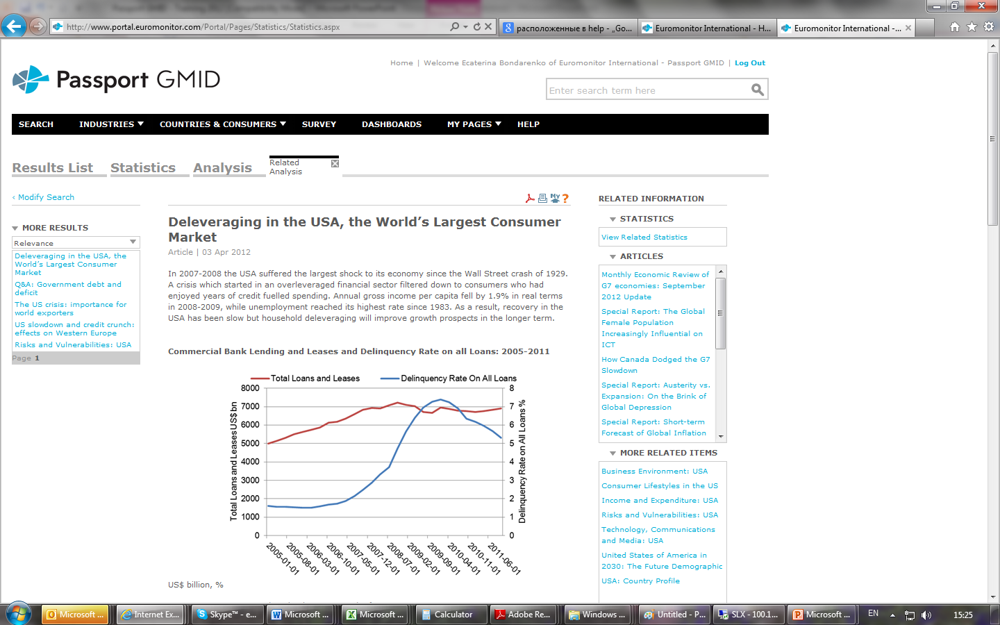 http://www.portal.euromonitor.com/Portal/Pages/Statistics/Statistics.aspx
расположенные в help - „Go...
Euromonitor International - H...
Euromonitor International -...
Home | Welcome Ecaterina Bondarenko of Euromonitor International - Passport GMID | Log Out
Passport GMID
Enter search term here
SEARCH INDUSTRIES COUNTRIES & CONSUMERS SURVEY DASHBOARDS MY PAGES HELP
Results List Statistics Analysis
Related
Analysis
‹ Modify Search
MORE RESULTS
Relevance
Deleveraging in the USA, the
World's Largest Consumer
Market
Q&A: Government debt and
deficit
The US crisis: importance for
world exporters
US slowdown and credit crunch:
effects on Western Europe
Risks and Vulnerabilities: USA
Page 1
MY ?
Deleveraging in the USA, the World's Largest Consumer
Market
Article | 03 Apr 2012
In 2007-2008 the USA suffered the largest shock to its economy since the Wall Street crash of 1929.
A crisis which started in an overleveraged financial sector filtered down to consumers who had
enjoyed years of credit fuelled spending. Annual gross income per capita fell by 1.9% in real terms
in 2008-2009, while unemployment reached its highest rate since 1983. As a result, recovery in the
USA has been slow but household deleveraging will improve growth prospects in the longer term.
Commercial Bank Lending and Leases and Delinquency Rate on all Loans: 2005-2011
Total Loans and Leases Delinquency Rate On All Loans
Total Loans and Leases US$ bn
8000
7000
6000
5000
4000
3000
2000
1000
0
8
7
6
5
4
3
2
1
0
Delinquency Rate on All Loans %
2005-01-01
2005-08-01
2006-03-01
2006-10-01
2007-05-01
2007-12-01
2008-07-01
2009-02-01
2009-09-01
2010-04-01
2010-11-01
2011-06-01
US$ billion, %
RELATED INFORMATION
STATISTICS
View Related Statistics
ARTICLES
Monthly Economic Review of
G7 economies: September
2012 Update
Special Report: The Global
Female Population
Increasingly Influential on
ICT
How Canada Dodged the G7
Slowdown
Special Report: Austerity vs.
Expansion: On the Brink of
Global Depression
Special Report: Short-term
Forecast of Global Inflation
MORE RELATED ITEMS
Business Environment: USA
Consumer Lifestyles in the US
Income and Expenditure: USA
Risks and Vulnerabilities: USA
Technology, Communications
and Media: USA
United States of America in
2030: The Future Demographic
USA: Country Profile
Microsoft ...
Internet Ex...
Skype™ - e...
Microsoft ...
Microsoft ...
Calculator
Adobe Re...
Windows ...
Untitled - P...
SLX - 100.1...
Microsoft ...
EN
15:25